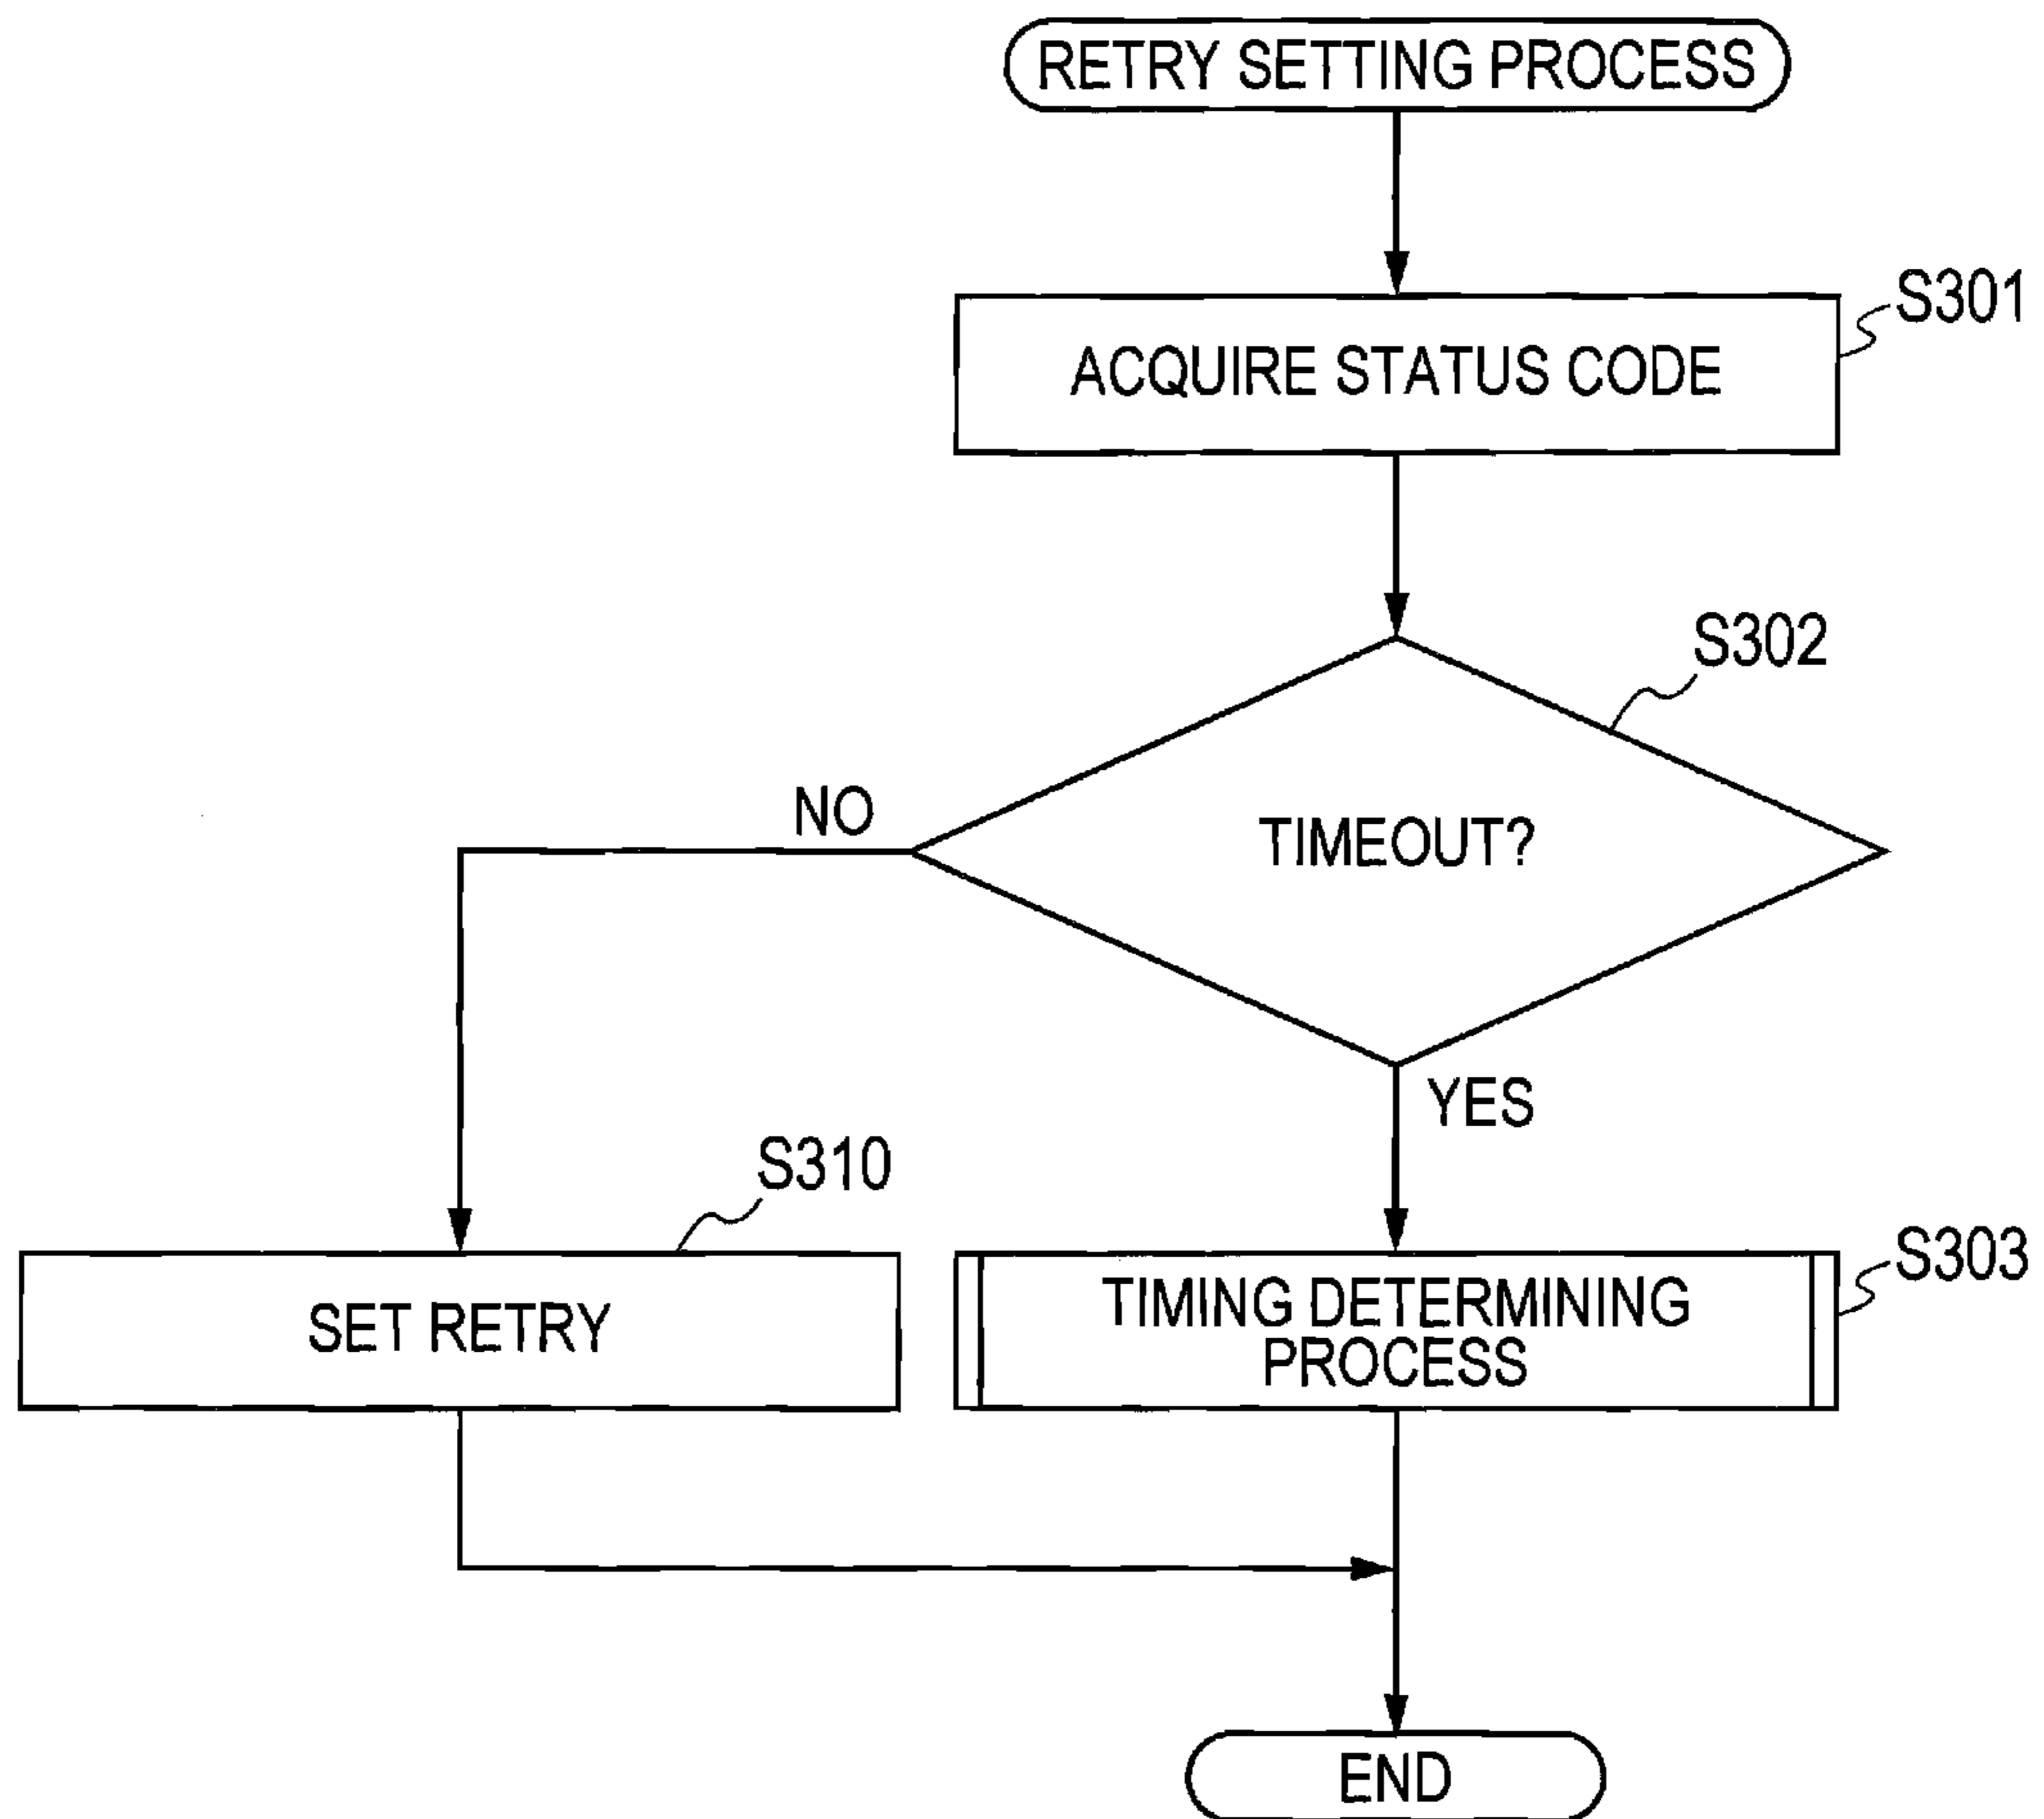 RETRY SETTING PROCESS
S301
ACQUIRE STATUS CODE
S302
NO
TIMEOUT?
YES
S310
SET RETRY
S303
TIMING DETERMINING
PROCESS
END